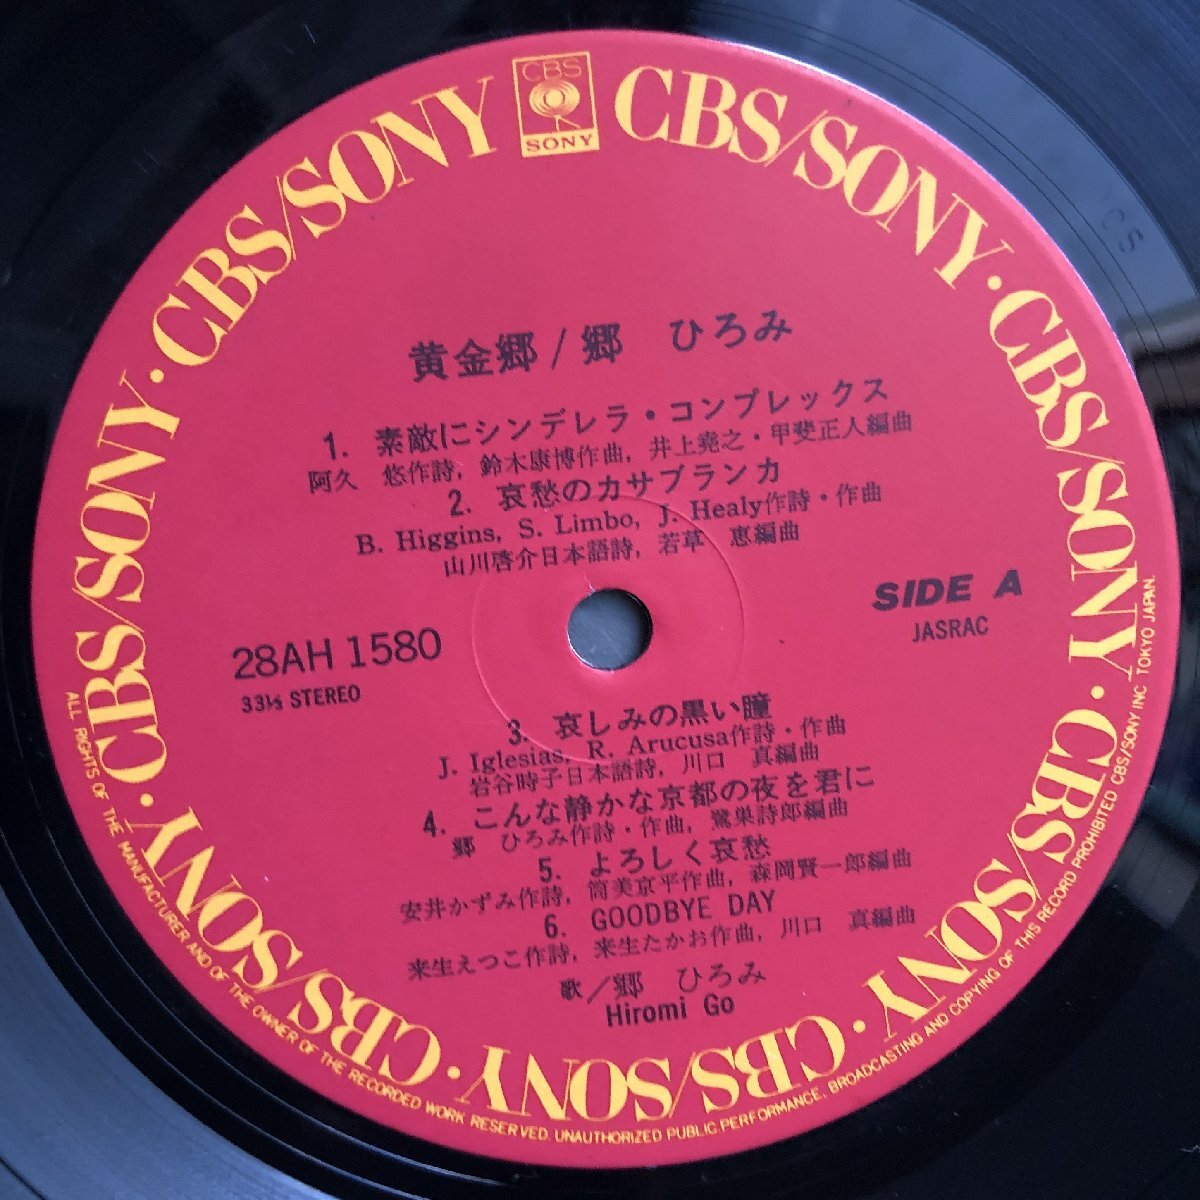 CBS
SONY
CBS/SONY · CBS/SONY · CBS/SONY · CBS/SONY · CBS/SONY · CBS/SONY · CBS/SONY · CBS/SONY
黄金郷/郷 ひろみ
1. 素敵にシンデレラ・コンプレックス
阿久 悠作詩, 鈴木康博作曲, 井上堯之・甲斐正人編曲
2. 哀愁のカサブランカ
B. Higgins, S. Limbo, J. Healy作詩・作曲
山川啓介日本語詩, 若草 恵編曲
SIDE A
JASRAC
28AH 1580
33⅓ STEREO
3. 哀しみの黒い瞳
J. Iglesias, R. Arucusa作詩・作曲
岩谷時子日本語詩, 川口 真編曲
4. こんな静かな京都の夜を君に
郷 ひろみ作詩・作曲, 鷺巣詩郎編曲
5. よろしく哀愁
安井かずみ作詩, 筒美京平作曲, 森岡賢一郎編曲
6. GOODBYE DAY
来生えつこ作詩, 来生たかお作曲, 川口 真編曲
歌/郷 ひろみ
Hiromi Go
ALL RIGHTS OF THE MANUFACTURER AND OF THE OWNER OF THE RECORDED WORK RESERVED. UNAUTHORIZED PUBLIC PERFORMANCE, BROADCASTING AND COPYING OF THIS RECORD PROHIBITED CBS/SONY INC TOKYO JAPAN.